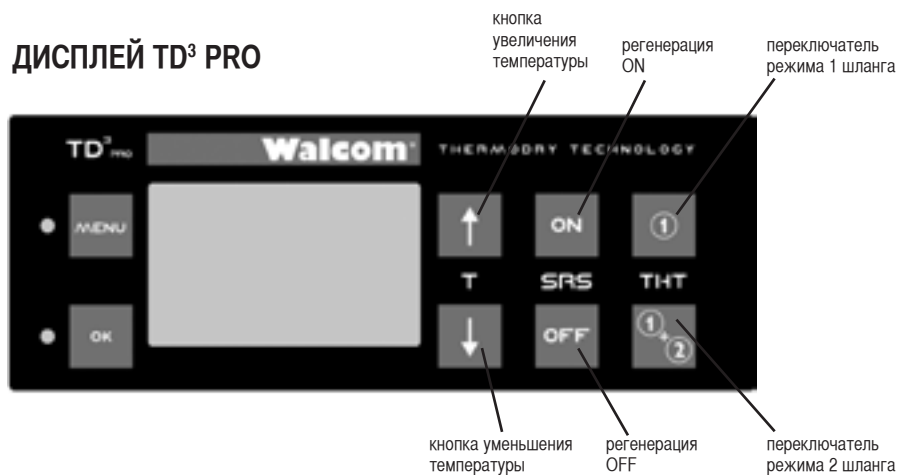 кнопка
увеличения
температуры
регенерация
ON
переключатель
режима 1 шланга
ДИСПЛЕЙ TD³ PRO
TD³ PRO
Walcom®
THERMODRY TECHNOLOGY
MENU
ON
1
T
SRS
THT
OK
OFF
1+2
кнопка уменьшения
температуры
регенерация
OFF
переключатель
режима 2 шланга